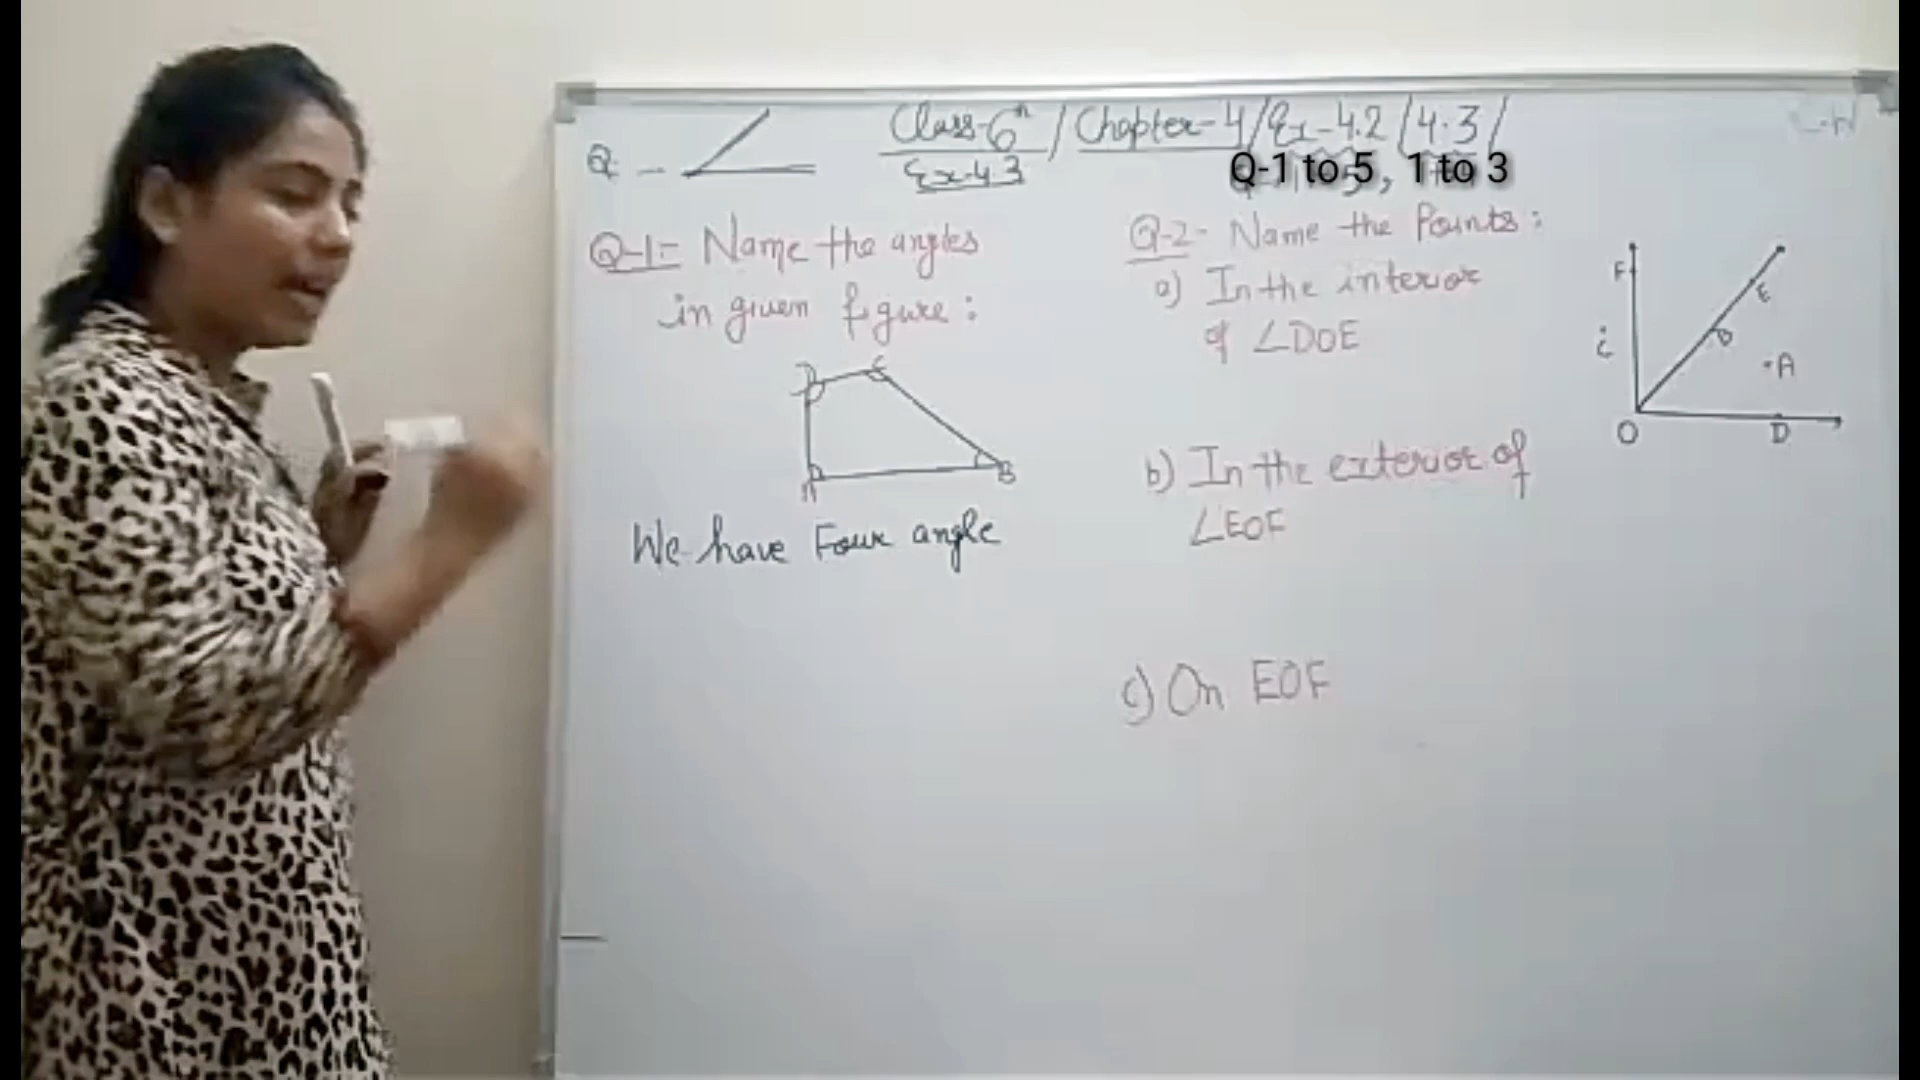 Class-6th / Chapter-4 / Ex-4.2 / 4.3 /
Q. -
Ex-4.3
Q-1 to 5, 1 to 3
Q-1:- Name the angles
in given figure:
D C
A B
We have Four angle
Q-2- Name the Points:
a) In the interior
of ∠DOE
b) In the exterior of
∠EOF
c) On EOF
F
E
C
B
A
O D